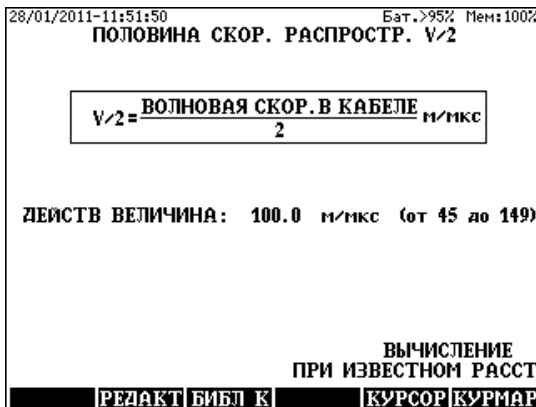 28/01/2011-11:51:50 Бат.>95% Мем:100%
ПОЛОВИНА СКОР. РАСПРОСТР. V/2
V/2 = ВОЛНОВАЯ СКОР.В КАБЕЛЕ м/мкс
2
ДЕЙСТВ ВЕЛИЧИНА: 100.0 м/мкс (от 45 до 149)
ВЫЧИСЛЕНИЕ
ПРИ ИЗВЕСТНОМ РАССТ
РЕДАКТ БИБЛ К КУРСОР КУРМАР